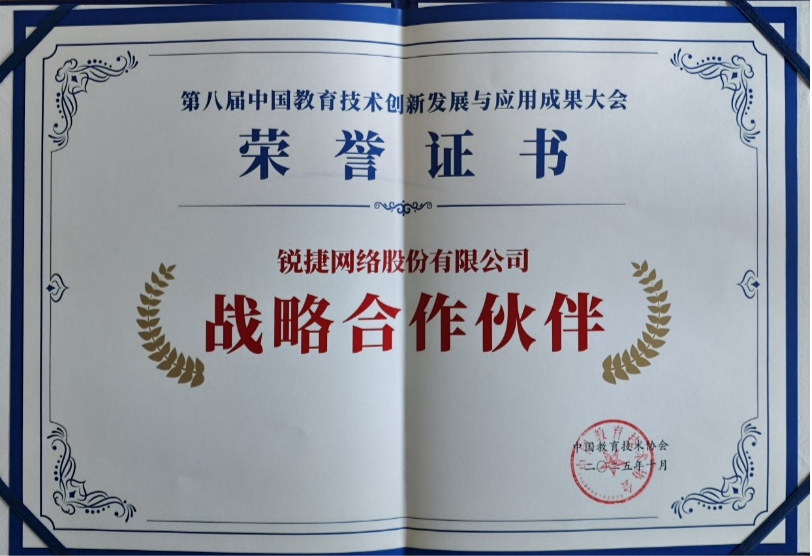 第八届中国教育技术创新发展与应用成果大会
荣誉证书
锐捷网络股份有限公司
战略合作伙伴
中国教育技术协会
二〇二五年十月